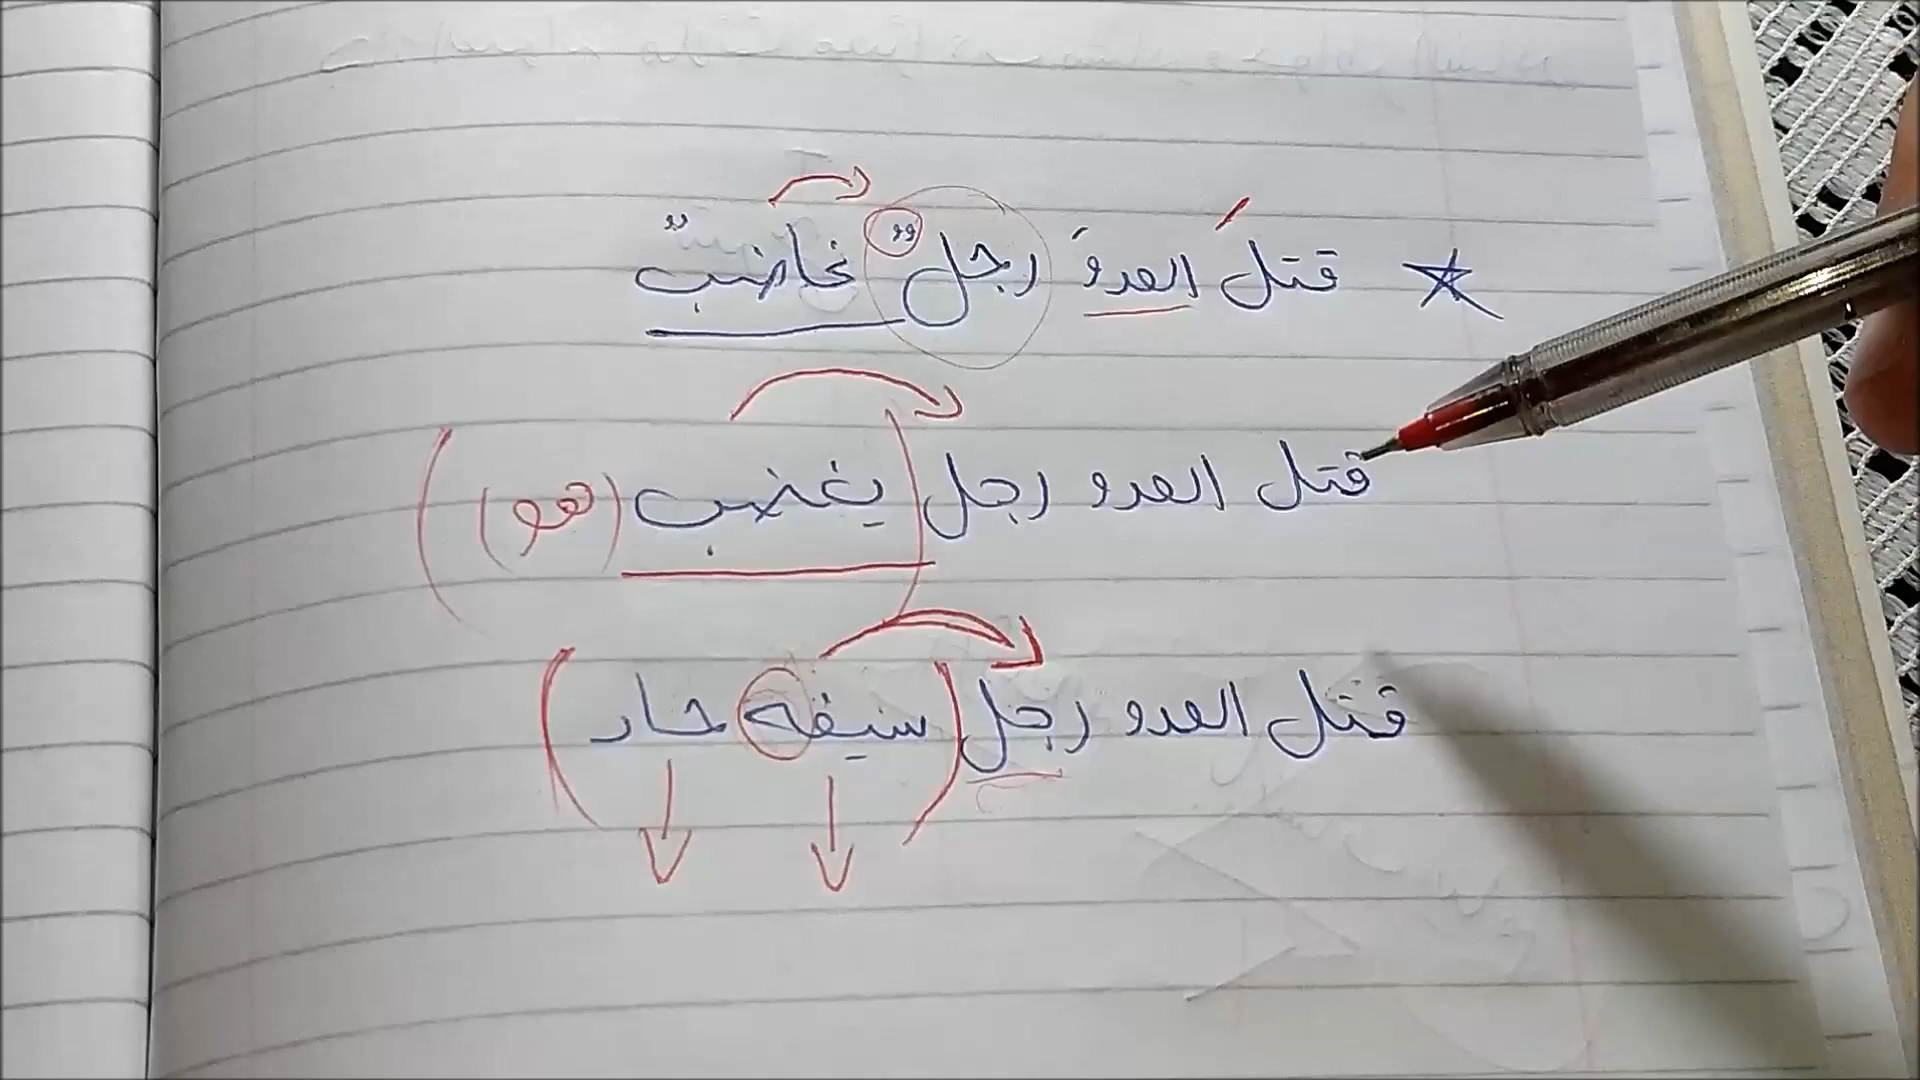 قتلَ العدوَ رجلٌ غاضبٌ
قتل العدو رجل (يغضب (هو))
قتل العدو رجل (سيفه حاد)